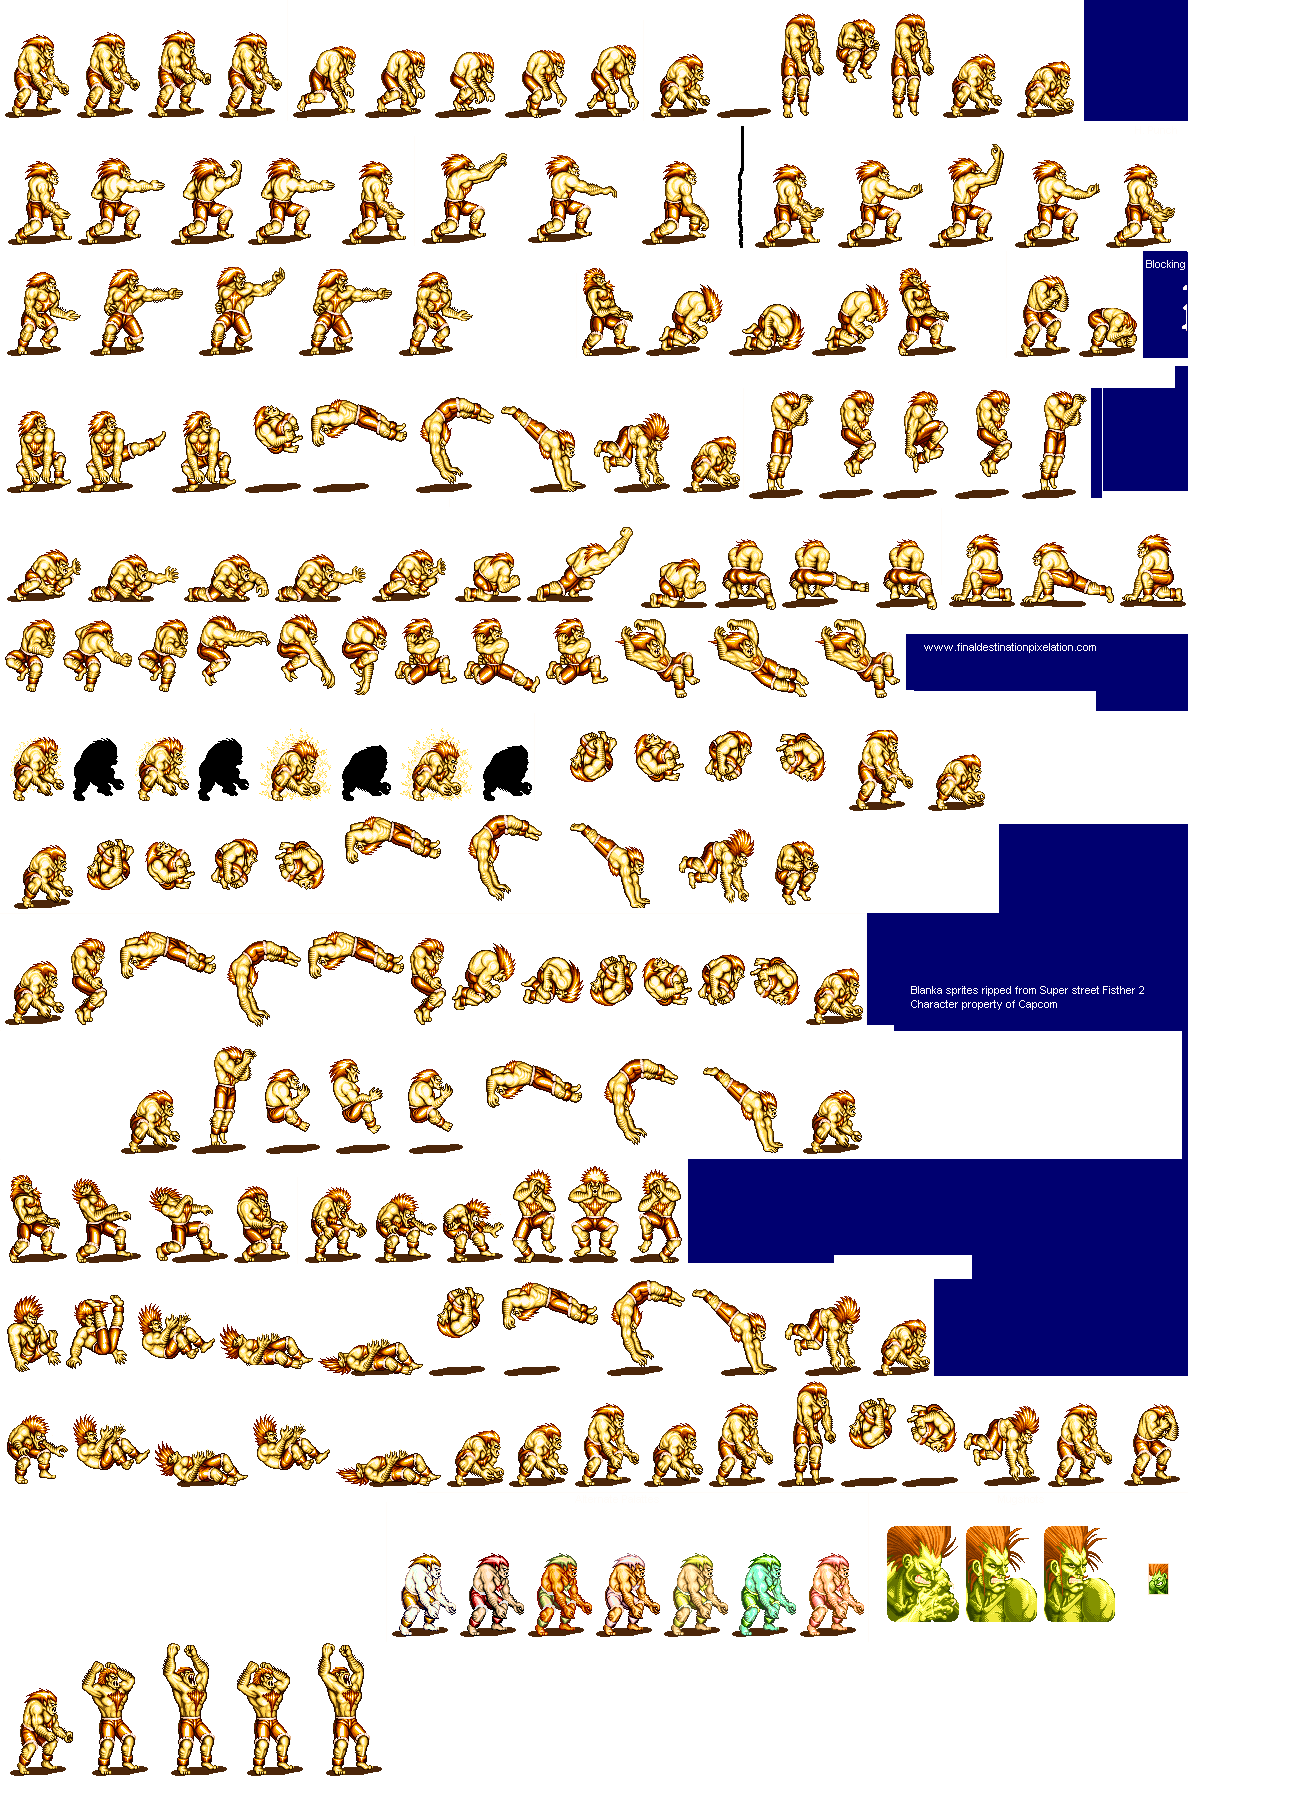 Blocking
www.finaldestinationpixelation.com
Blanka sprites ripped from Super street Fisther 2
Character property of Capcom